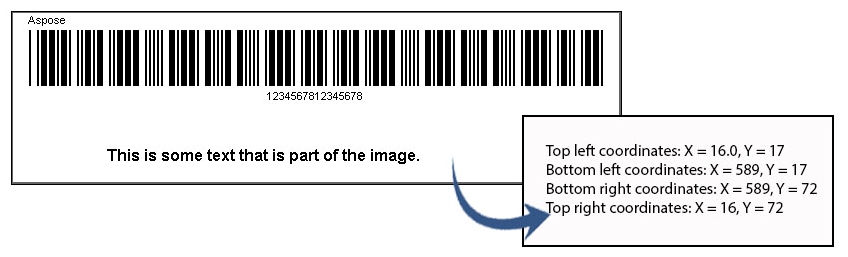 Aspose
1234567812345678
This is some text that is part of the image.
Top left coordinates: X = 16.0, Y = 17
Bottom left coordinates: X = 589, Y = 17
Bottom right coordinates: X = 589, Y = 72
Top right coordinates: X = 16, Y = 72